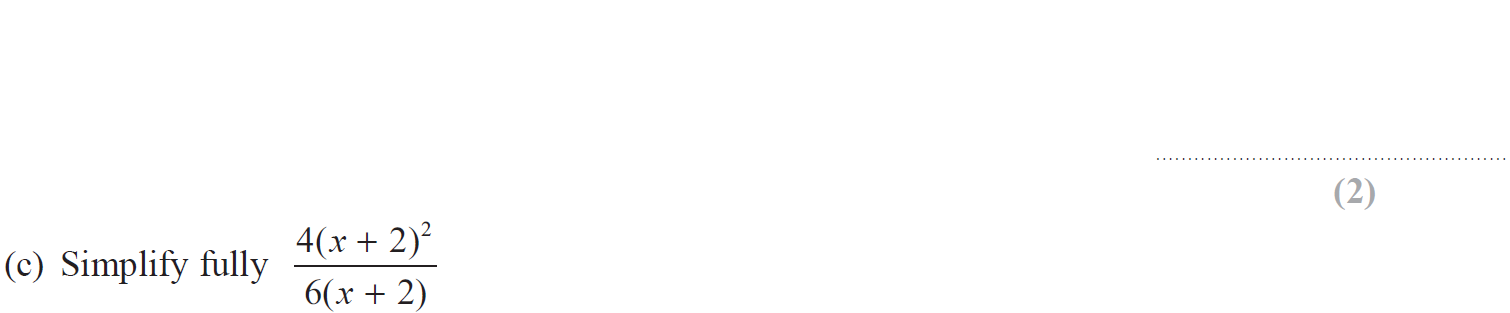 (2)
(c) Simplify fully 4(x + 2)²
6(x + 2)